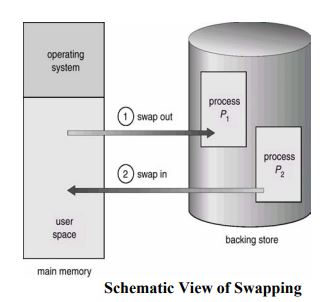 operating
system
process
P1
1 swap out
process
P2
2 swap in
user
space
backing store
main memory
Schematic View of Swapping